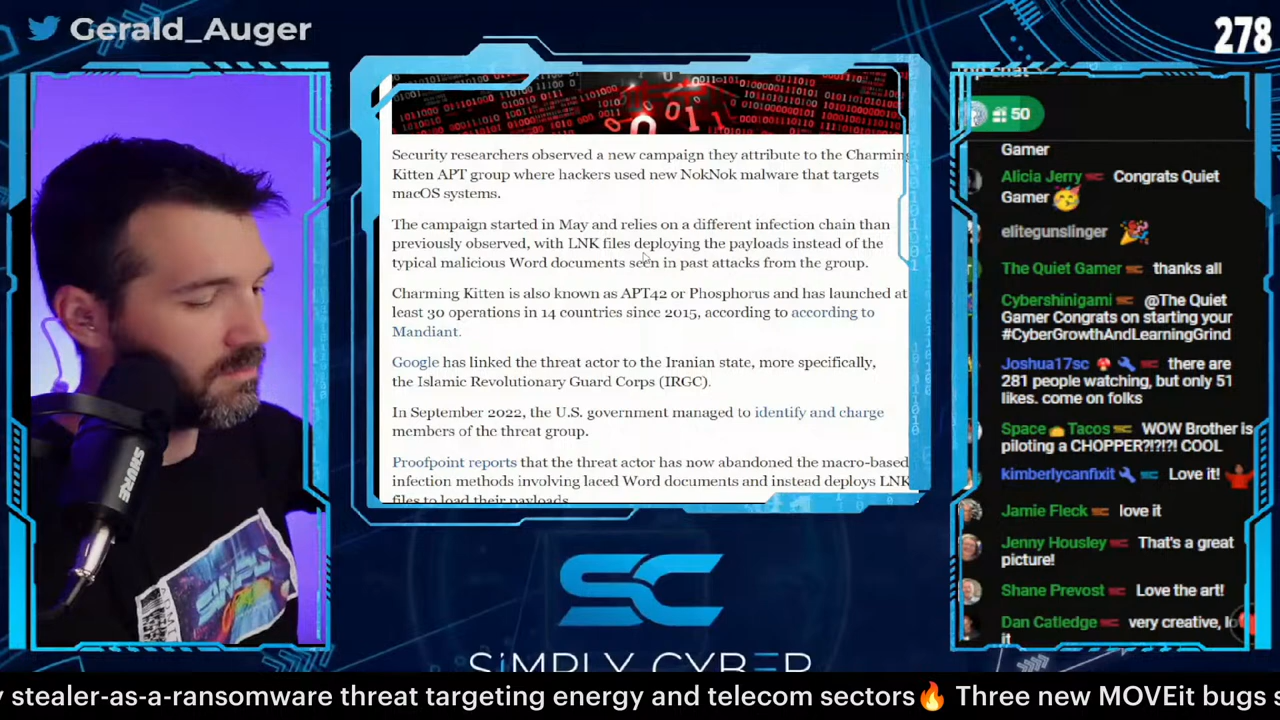 Gerald_Auger
278
50
Gamer
Alicia Jerry Congrats Quiet
Gamer
elitegunslinger
The Quiet Gamer thanks all
Cybershinigami @The Quiet
Gamer Congrats on starting your
#CyberGrowthAndLearningGrind
Joshua17sc there are
281 people watching, but only 51
likes. come on folks
Space Tacos WOW Brother is
piloting a CHOPPER?!?!?! COOL
kimberlycanfixit Love it!
Jamie Fleck love it
Jenny Housley That's a great
picture!
Shane Prevost Love the art!
Dan Catledge very creative, lo
it
Security researchers observed a new campaign they attribute to the Charming
Kitten APT group where hackers used new NokNok malware that targets
macOS systems.
The campaign started in May and relies on a different infection chain than
previously observed, with LNK files deploying the payloads instead of the
typical malicious Word documents seen in past attacks from the group.
Charming Kitten is also known as APT42 or Phosphorus and has launched at
least 30 operations in 14 countries since 2015, according to according to
Mandiant.
Google has linked the threat actor to the Iranian state, more specifically,
the Islamic Revolutionary Guard Corps (IRGC).
In September 2022, the U.S. government managed to identify and charge
members of the threat group.
Proofpoint reports that the threat actor has now abandoned the macro-based
infection methods involving laced Word documents and instead deploys LNK
files to load their payloads.
SHURE
SC
SIMPLY CYBER
y stealer-as-a-ransomware threat targeting energy and telecom sectors🔥 Three new MOVEit bugs s